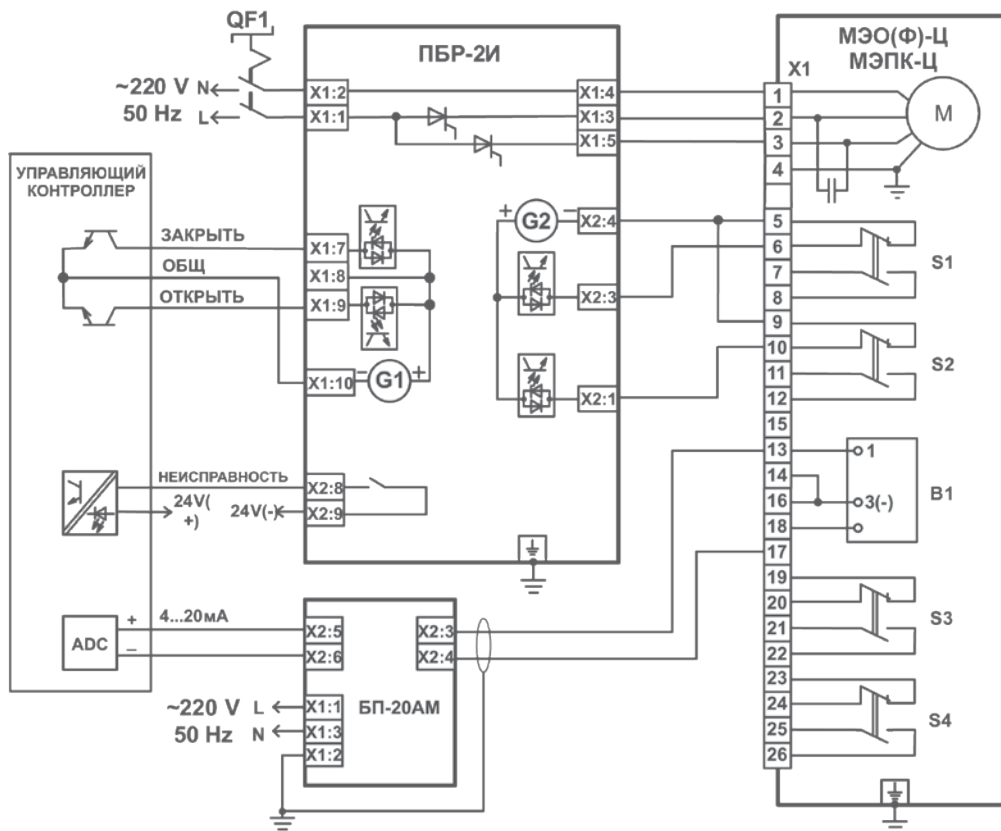 QF1
~220 V N
50 Hz L
ПБР-2И
X1:2
X1:1
X1:4
X1:3
X1:5
МЭО(Ф)-Ц
МЭПК-Ц
X1
1
2
3
4
M
УПРАВЛЯЮЩИЙ
КОНТРОЛЛЕР
ЗАКРЫТЬ
ОБЩ
ОТКРЫТЬ
X1:7
X1:8
X1:9
X1:10
− G1 +
+ G2 −
X2:4
X2:3
X2:1
5
6
7
8
S1
9
10
11
12
S2
15
13
14
16
18
17
1
3(-)
B1
НЕИСПРАВНОСТЬ
24V(
+)
24V(-)
X2:8
X2:9
19
20
21
22
S3
23
24
25
26
S4
ADC
+ 4...20мА
−
X2:5
X2:6
X2:3
X2:4
БП-20АМ
~220 V L
50 Hz N
X1:1
X1:3
X1:2